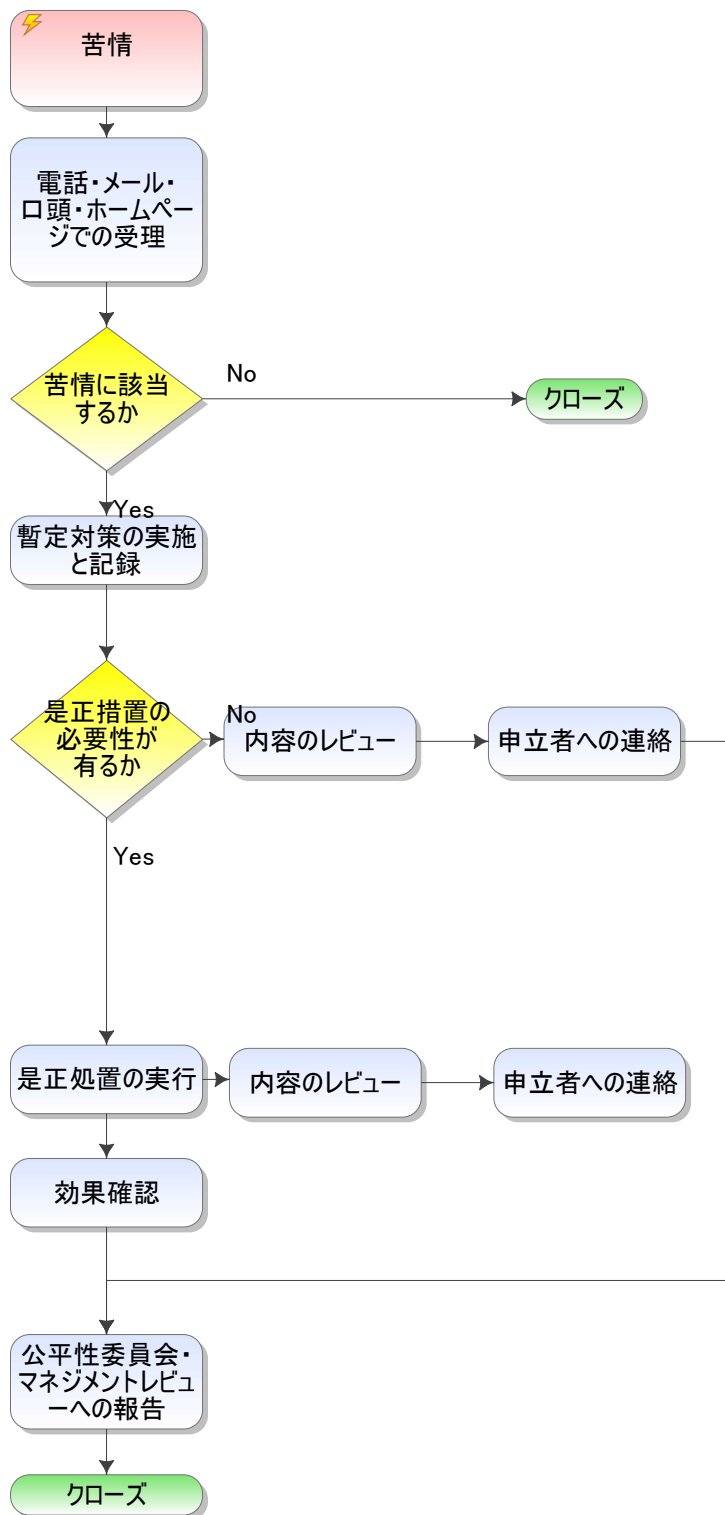 苦情
電話・メール・
口頭・ホームペー
ジでの受理
苦情に該当
するか
No
クローズ
Yes
暫定対策の実施
と記録
是正措置の
必要性が
有るか
No
内容のレビュー
申立者への連絡
Yes
是正処置の実行
内容のレビュー
申立者への連絡
効果確認
公平性委員会・
マネジメントレビュ
ーへの報告
クローズ